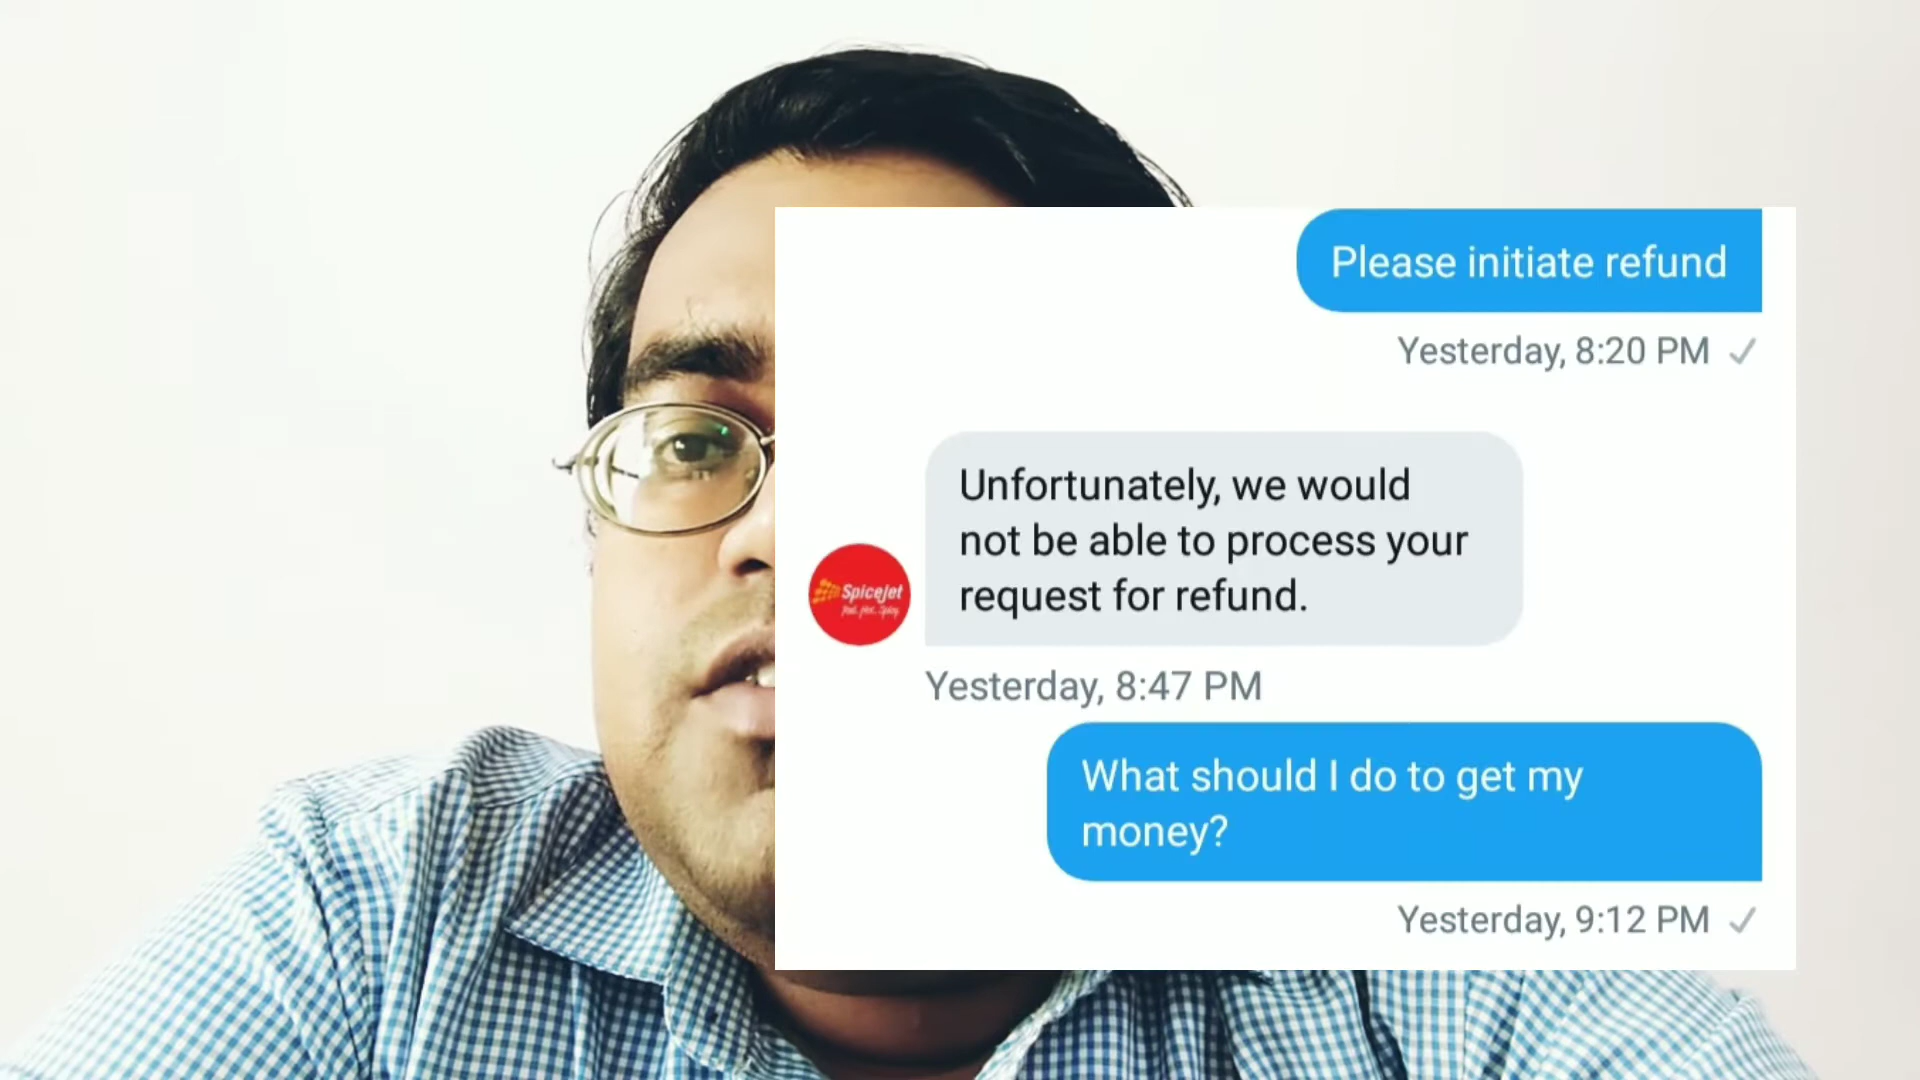 Please initiate refund
Yesterday, 8:20 PM
Unfortunately, we would
not be able to process your
request for refund.
SpiceJet
Yesterday, 8:47 PM
What should I do to get my
money?
Yesterday, 9:12 PM